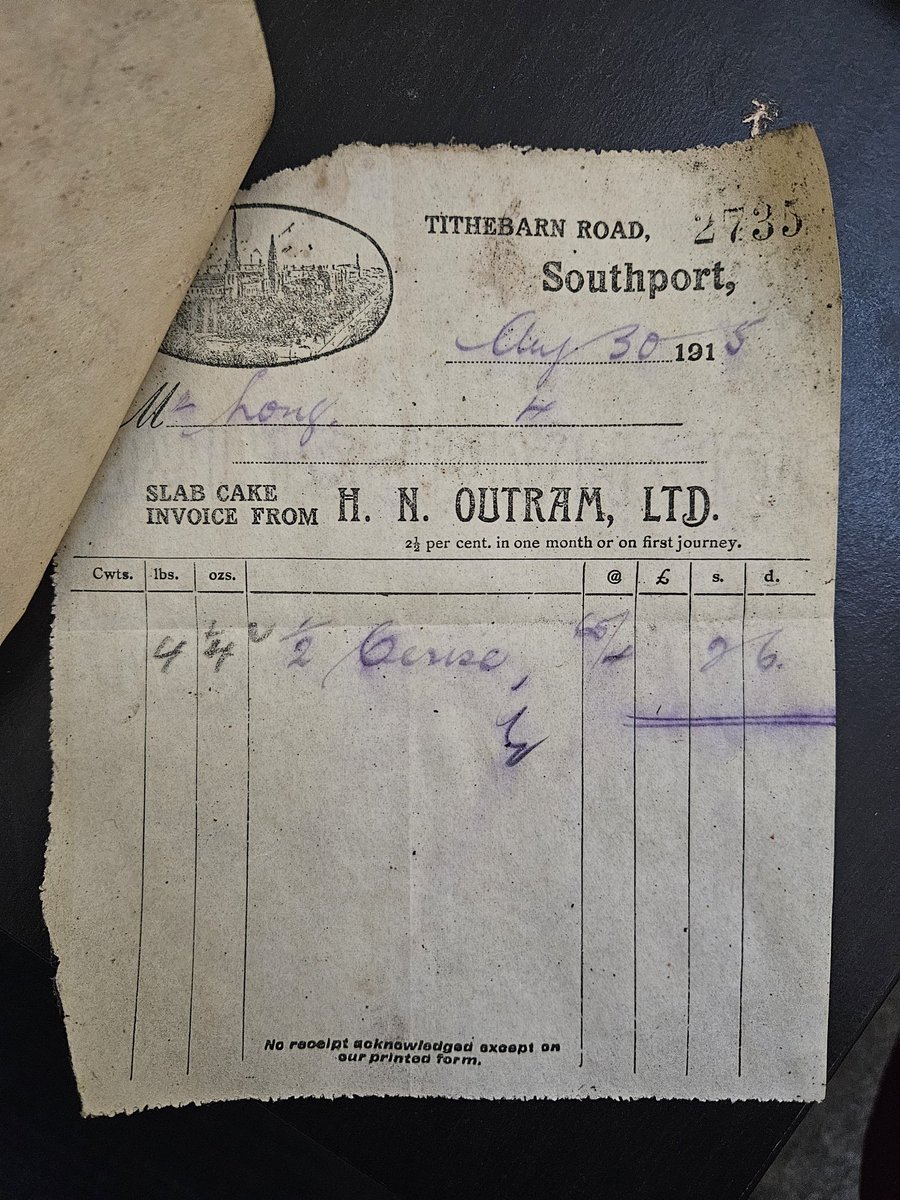 TITHEBARN ROAD, 2735
Southport,
Aug 30 1915
Mr Long. H
SLAB CAKE
INVOICE FROM H. N. OUTRAM, LTD.
2½ per cent. in one month or on first journey.
Cwts. lbs. ozs. @ £ s. d.
4 ¼ ½ Cerise, 2 6.
No receipt acknowledged except on
our printed form.